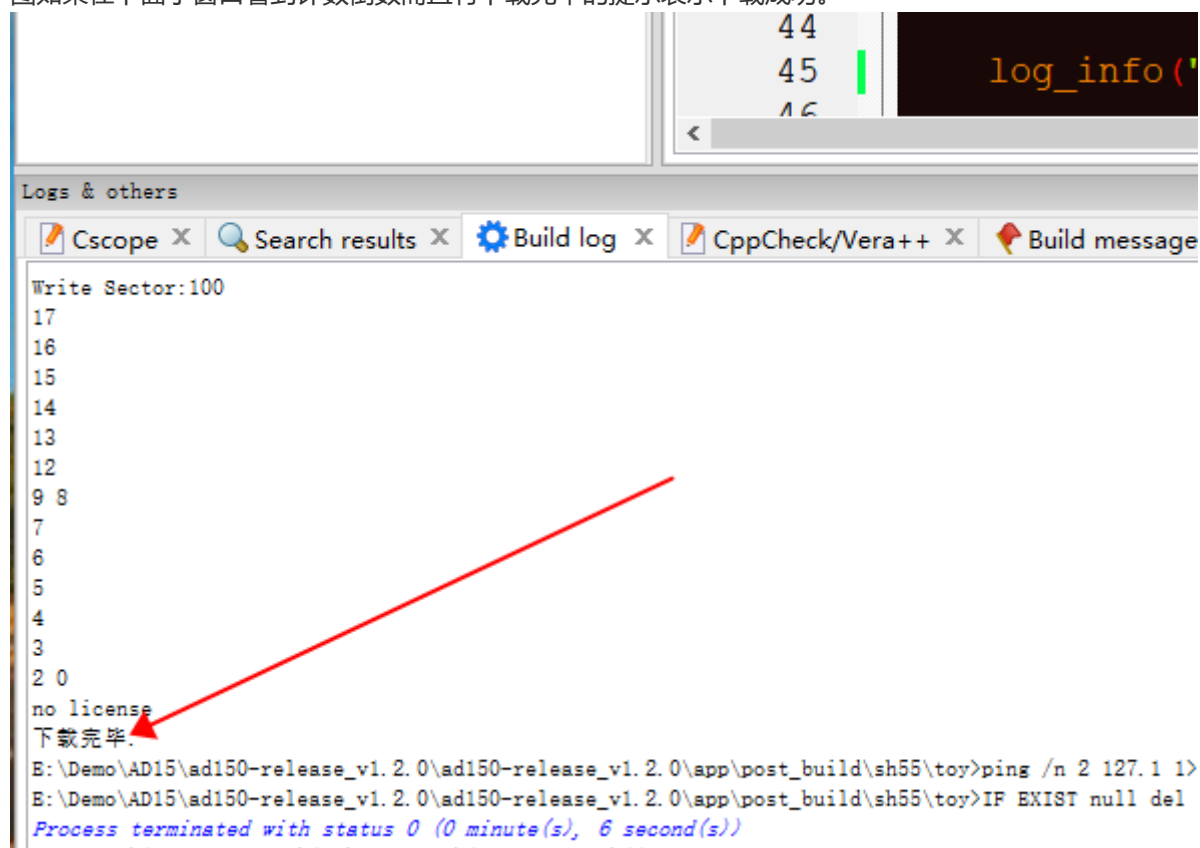 44
45
log_info('
46
Logs & others
Cscope Search results Build log CppCheck/Vera++ Build message
Write Sector:100
17
16
15
14
13
12
9 8
7
6
5
4
3
2 0
no license
下载完毕.
E:\Demo\AD15\ad150-release_v1.2.0\ad150-release_v1.2.0\app\post_build\sh55\toy>ping /n 2 127.1 1>
E:\Demo\AD15\ad150-release_v1.2.0\ad150-release_v1.2.0\app\post_build\sh55\toy>IF EXIST null del
Process terminated with status 0 (0 minute(s), 6 second(s))